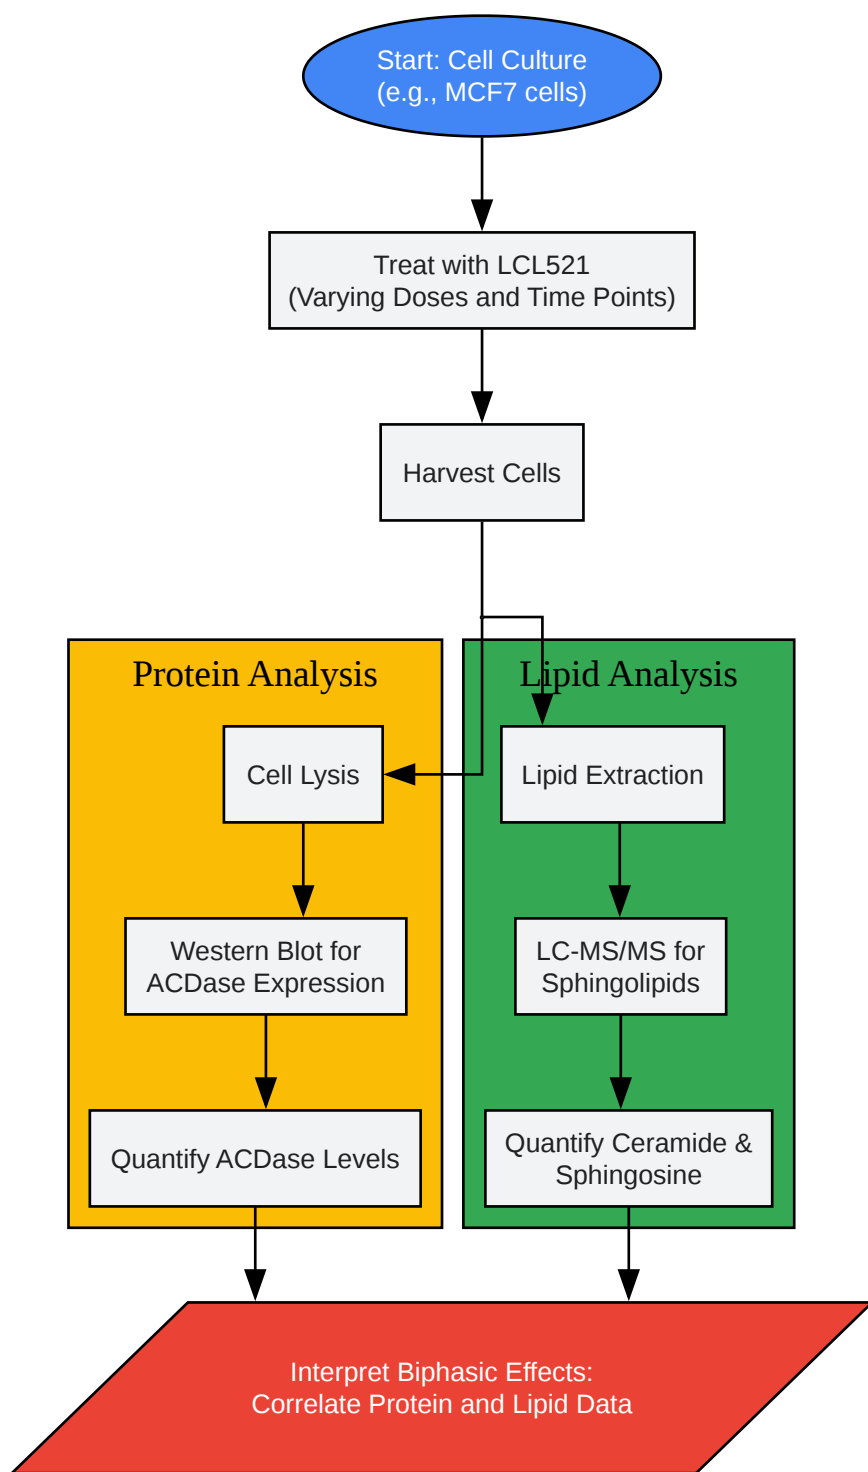 Start: Cell Culture
(e.g., MCF7 cells)
Treat with LCL521
(Varying Doses and Time Points)
Harvest Cells
Protein Analysis
Cell Lysis
Western Blot for
ACDase Expression
Quantify ACDase Levels
Lipid Analysis
Lipid Extraction
LC-MS/MS for
Sphingolipids
Quantify Ceramide &
Sphingosine
Interpret Biphasic Effects:
Correlate Protein and Lipid Data